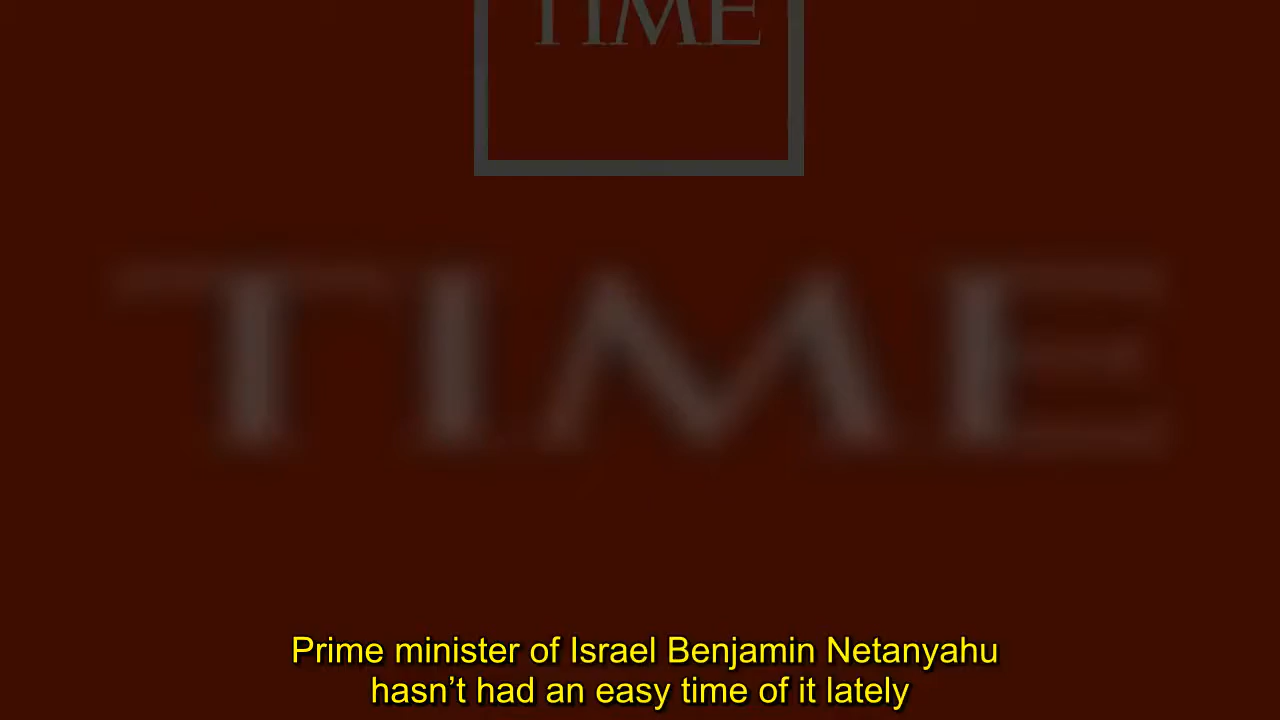 TIME
TIME
Prime minister of Israel Benjamin Netanyahu
hasn’t had an easy time of it lately